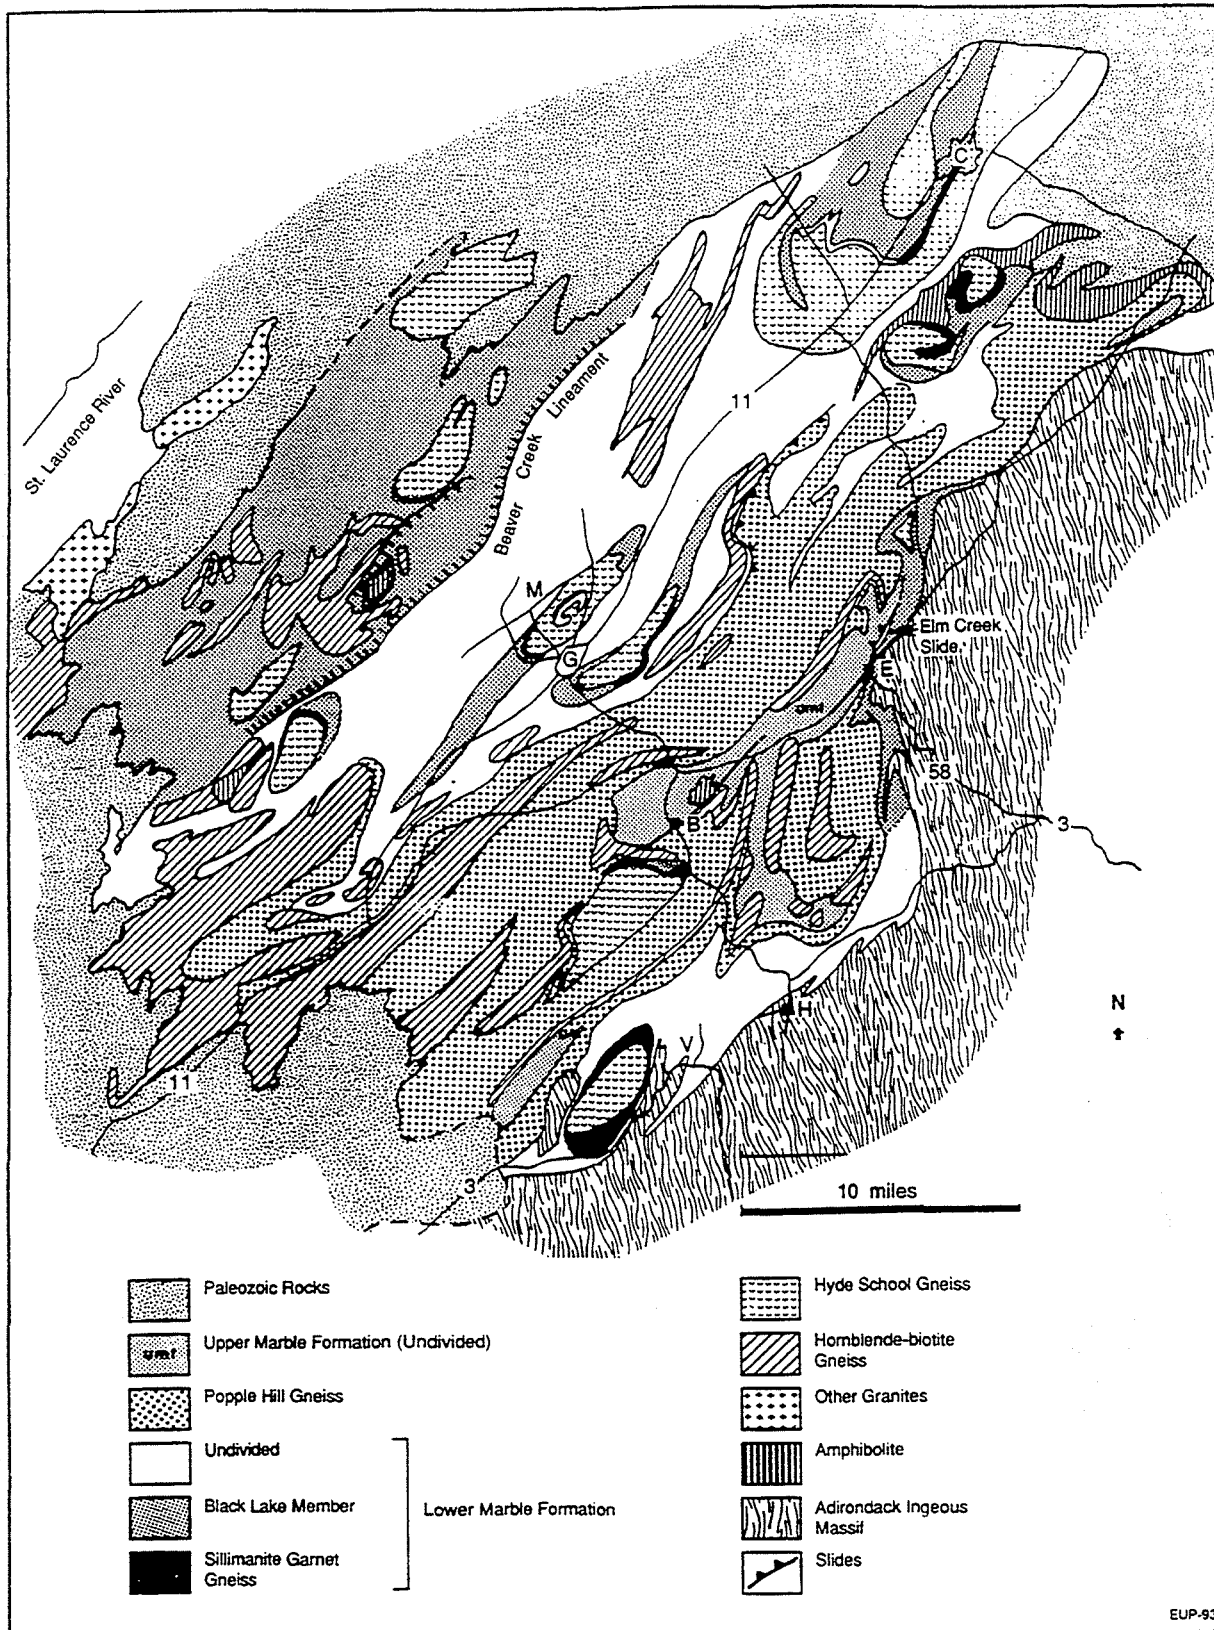 C
11
St. Laurence River
Beaver Creek Lineament
M
G
Elm Creek
Slide
E
umf
58
3
B
H
N
V
11
3
10 miles
Paleozoic Rocks
umf
Upper Marble Formation (Undivided)
Popple Hill Gneiss
Undivided
Black Lake Member
Sillimanite Garnet
Gneiss
Lower Marble Formation
Hyde School Gneiss
Hornblende-biotite
Gneiss
Other Granites
Amphibolite
Adirondack Ingeous
Massif
Slides
EUP-93